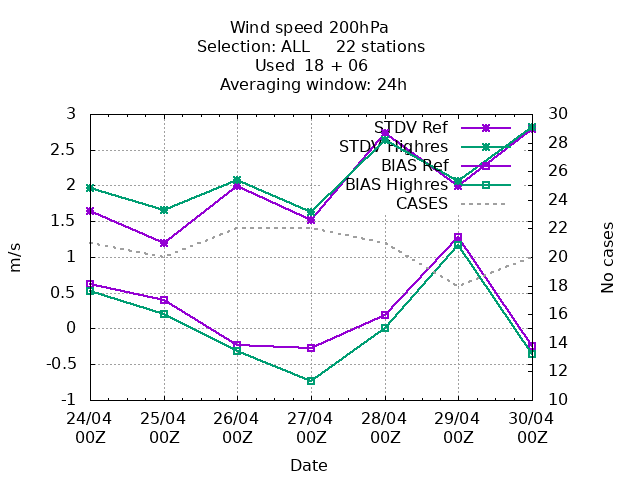 Wind speed 200hPa
Selection: ALL     22 stations
Used  18 + 06
Averaging window: 24h
STDV Ref
STDV Highres
BIAS Ref
BIAS Highres
CASES
3
2.5
2
1.5
1
0.5
0
-0.5
-1
m/s
30
28
26
24
22
20
18
16
14
12
10
No cases
24/04 25/04 26/04 27/04 28/04 29/04 30/04
00Z 00Z 00Z 00Z 00Z 00Z 00Z
Date